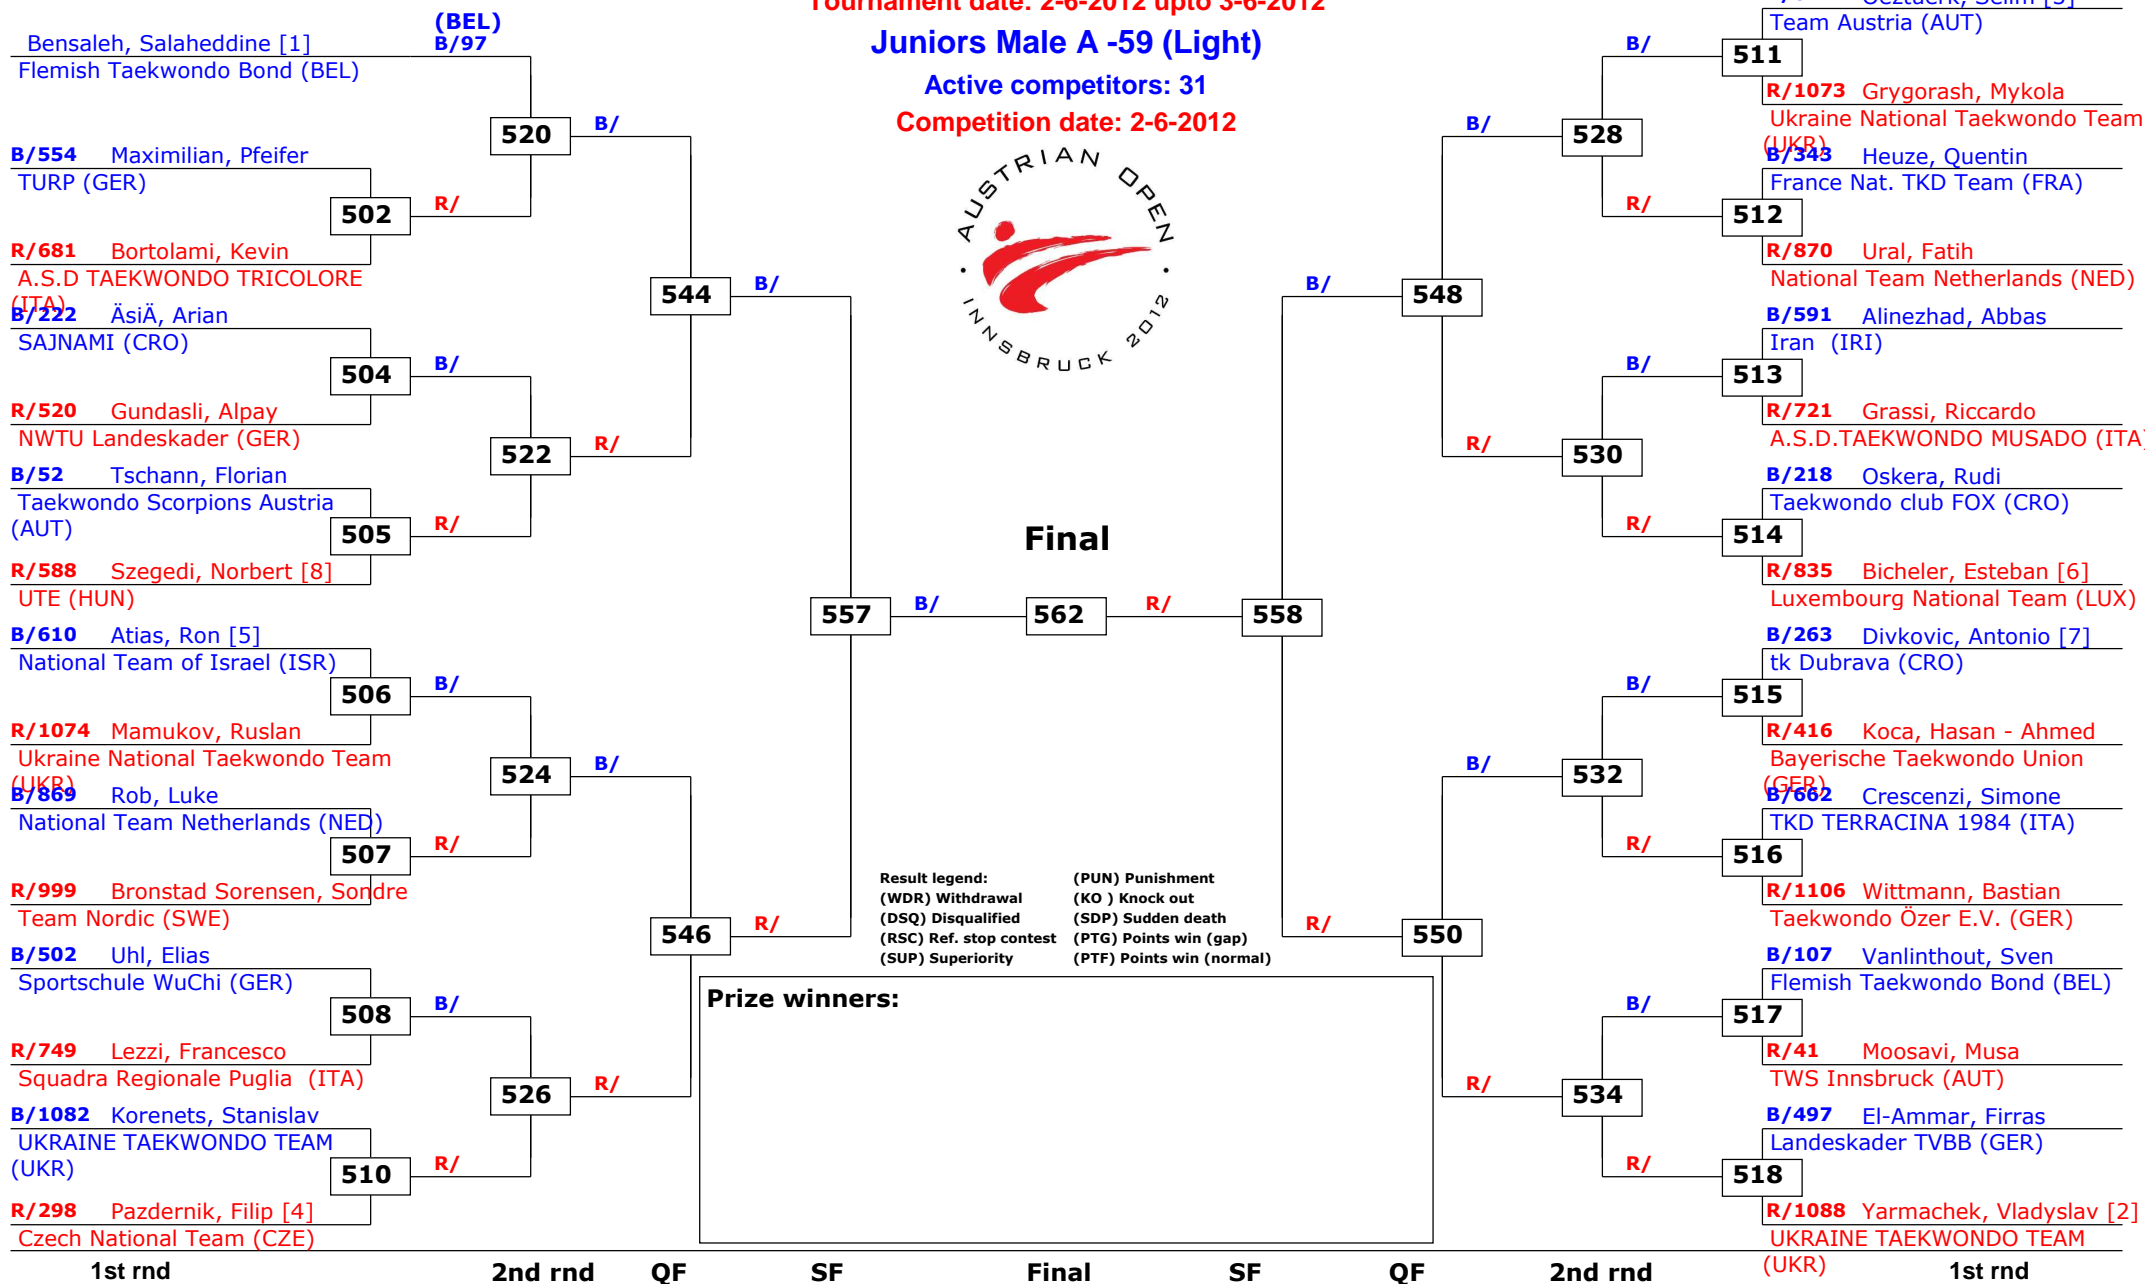 Tournament date: 2-6-2012 upto 3-6-2012
Juniors Male A -59 (Light)
Active competitors: 31
Competition date: 2-6-2012
AUSTRIAN OPEN
· INNSBRUCK 2012 ·
(BEL)
Bensaleh, Salaheddine [1] B/97
Flemish Taekwondo Bond (BEL)
520
B/
B/554 Maximilian, Pfeifer
TURP (GER)
502
R/
R/681 Bortolami, Kevin
A.S.D TAEKWONDO TRICOLORE
(ITA)
544
B/
B/222 ÄsiÄ, Arian
SAJNAMI (CRO)
504
B/
R/520 Gundasli, Alpay
NWTU Landeskader (GER)
522
R/
B/52 Tschann, Florian
Taekwondo Scorpions Austria
(AUT)
505
R/
R/588 Szegedi, Norbert [8]
UTE (HUN)
557
B/
B/610 Atias, Ron [5]
National Team of Israel (ISR)
506
B/
R/1074 Mamukov, Ruslan
Ukraine National Taekwondo Team
(UKR)
524
B/
B/869 Rob, Luke
National Team Netherlands (NED)
507
R/
R/999 Bronstad Sorensen, Sondre
Team Nordic (SWE)
546
R/
B/502 Uhl, Elias
Sportschule WuChi (GER)
508
B/
R/749 Lezzi, Francesco
Squadra Regionale Puglia (ITA)
526
R/
B/1082 Korenets, Stanislav
UKRAINE TAEKWONDO TEAM
(UKR)
510
R/
R/298 Pazdernik, Filip [4]
Czech National Team (CZE)
Final
562
R/
Result legend:
(WDR) Withdrawal
(DSQ) Disqualified
(RSC) Ref. stop contest
(SUP) Superiority
(PUN) Punishment
(KO ) Knock out
(SDP) Sudden death
(PTG) Points win (gap)
(PTF) Points win (normal)
Prize winners:
Team Austria (AUT)
B/
511
R/1073 Grygorash, Mykola
Ukraine National Taekwondo Team
(UKR)
B/
528
B/343 Heuze, Quentin
France Nat. TKD Team (FRA)
R/
512
R/870 Ural, Fatih
National Team Netherlands (NED)
B/
548
B/591 Alinezhad, Abbas
Iran (IRI)
B/
513
R/721 Grassi, Riccardo
A.S.D.TAEKWONDO MUSADO (ITA)
R/
530
B/218 Oskera, Rudi
Taekwondo club FOX (CRO)
R/
514
R/835 Bicheler, Esteban [6]
Luxembourg National Team (LUX)
558
B/263 Divkovic, Antonio [7]
tk Dubrava (CRO)
B/
515
R/416 Koca, Hasan - Ahmed
Bayerische Taekwondo Union
(GER)
B/
532
B/662 Crescenzi, Simone
TKD TERRACINA 1984 (ITA)
R/
516
R/1106 Wittmann, Bastian
Taekwondo Özer E.V. (GER)
R/
550
B/107 Vanlinthout, Sven
Flemish Taekwondo Bond (BEL)
B/
517
R/41 Moosavi, Musa
TWS Innsbruck (AUT)
R/
534
B/497 El-Ammar, Firras
Landeskader TVBB (GER)
R/
518
R/1088 Yarmachek, Vladyslav [2]
UKRAINE TAEKWONDO TEAM
(UKR)
1st rnd 2nd rnd QF SF Final SF QF 2nd rnd 1st rnd